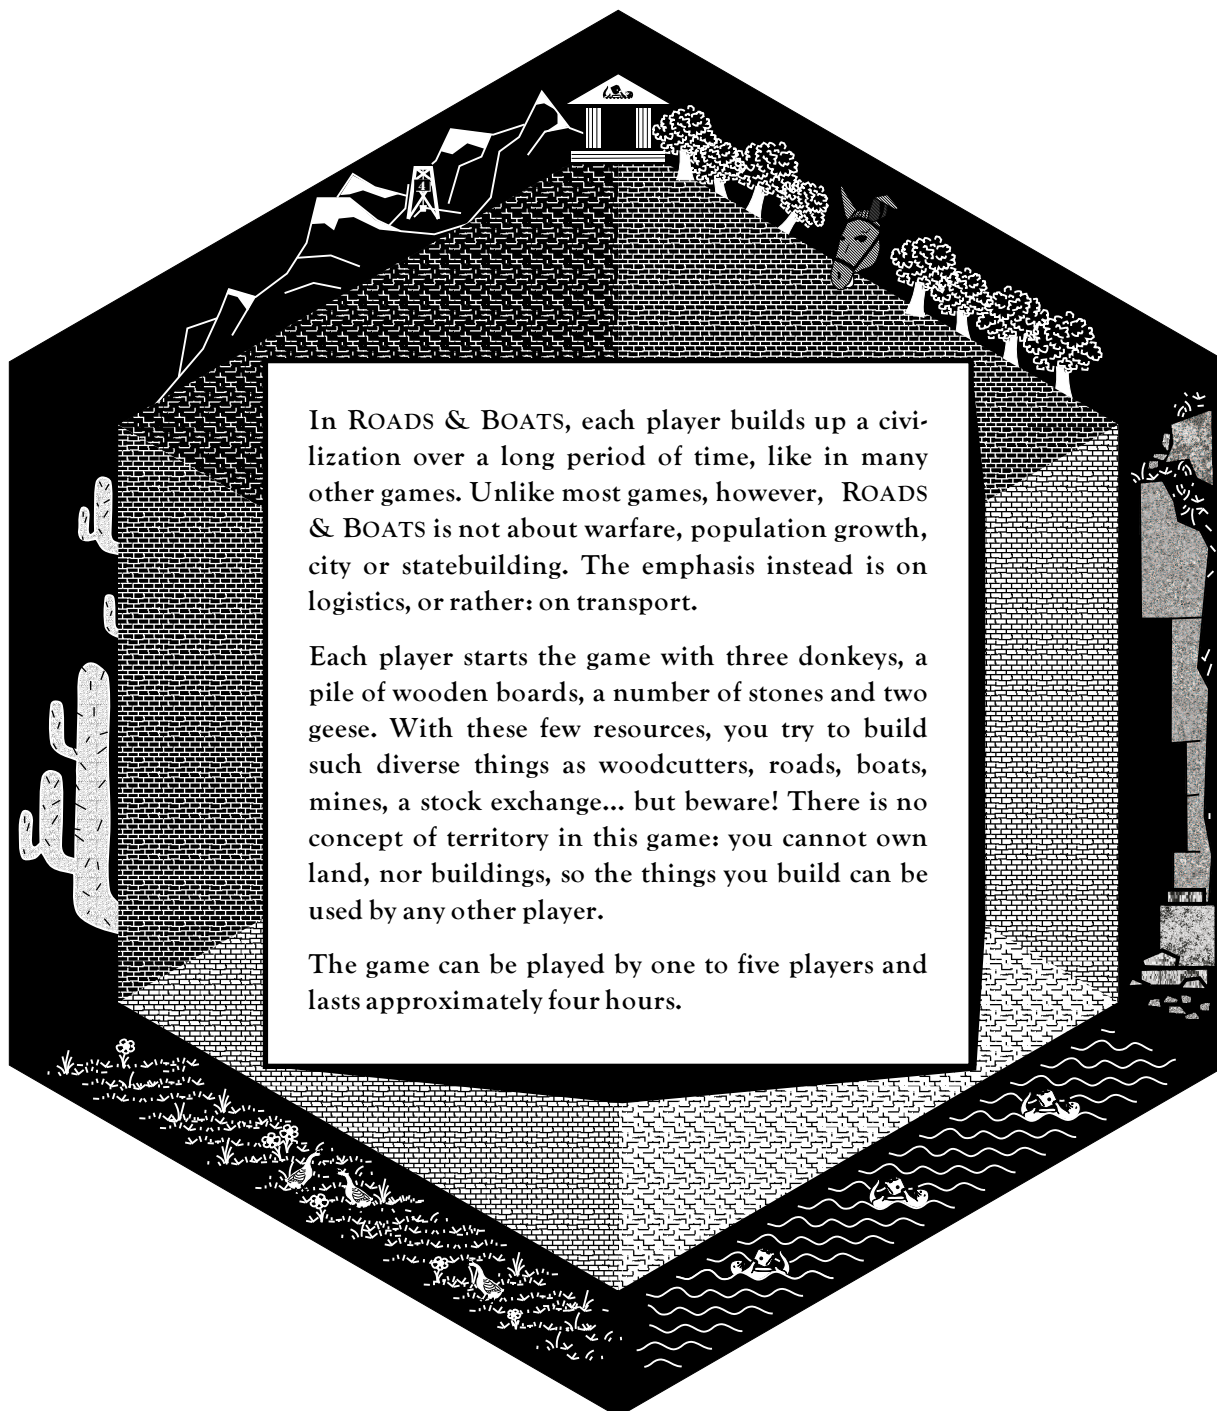 In ROADS & BOATS, each player builds up a civi-
lization over a long period of time, like in many
other games. Unlike most games, however, ROADS
& BOATS is not about warfare, population growth,
city or statebuilding. The emphasis instead is on
logistics, or rather: on transport.
Each player starts the game with three donkeys, a
pile of wooden boards, a number of stones and two
geese. With these few resources, you try to build
such diverse things as woodcutters, roads, boats,
mines, a stock exchange... but beware! There is no
concept of territory in this game: you cannot own
land, nor buildings, so the things you build can be
used by any other player.
The game can be played by one to five players and
lasts approximately four hours.